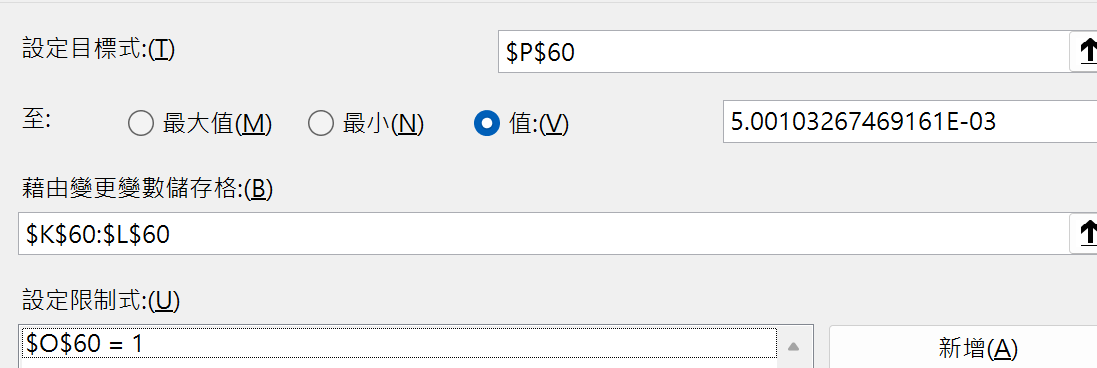 設定目標式:(T)
$P$60
至:
最大值(M)
最小(N)
值:(V)
5.00103267469161E-03
藉由變更變數儲存格:(B)
$K$60:$L$60
設定限制式:(U)
$O$60 = 1
新增(A)